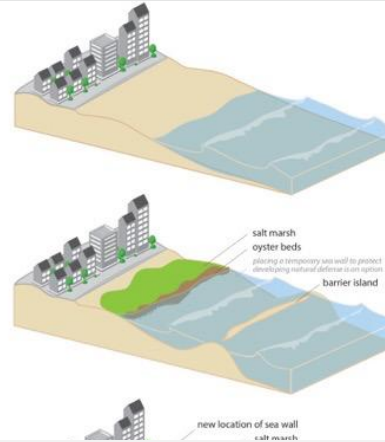 salt marsh
oyster beds
placing a temporary sea wall to protect
developing natural defense is an option
barrier island
new location of sea wall
salt marsh